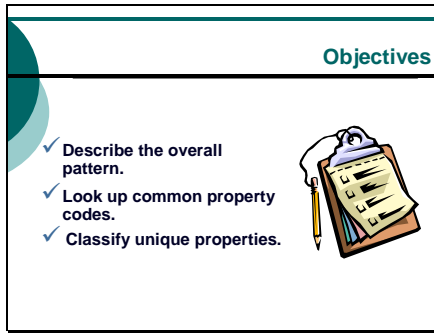 Objectives
✓ Describe the overall
pattern.
✓ Look up common property
codes.
✓ Classify unique properties.